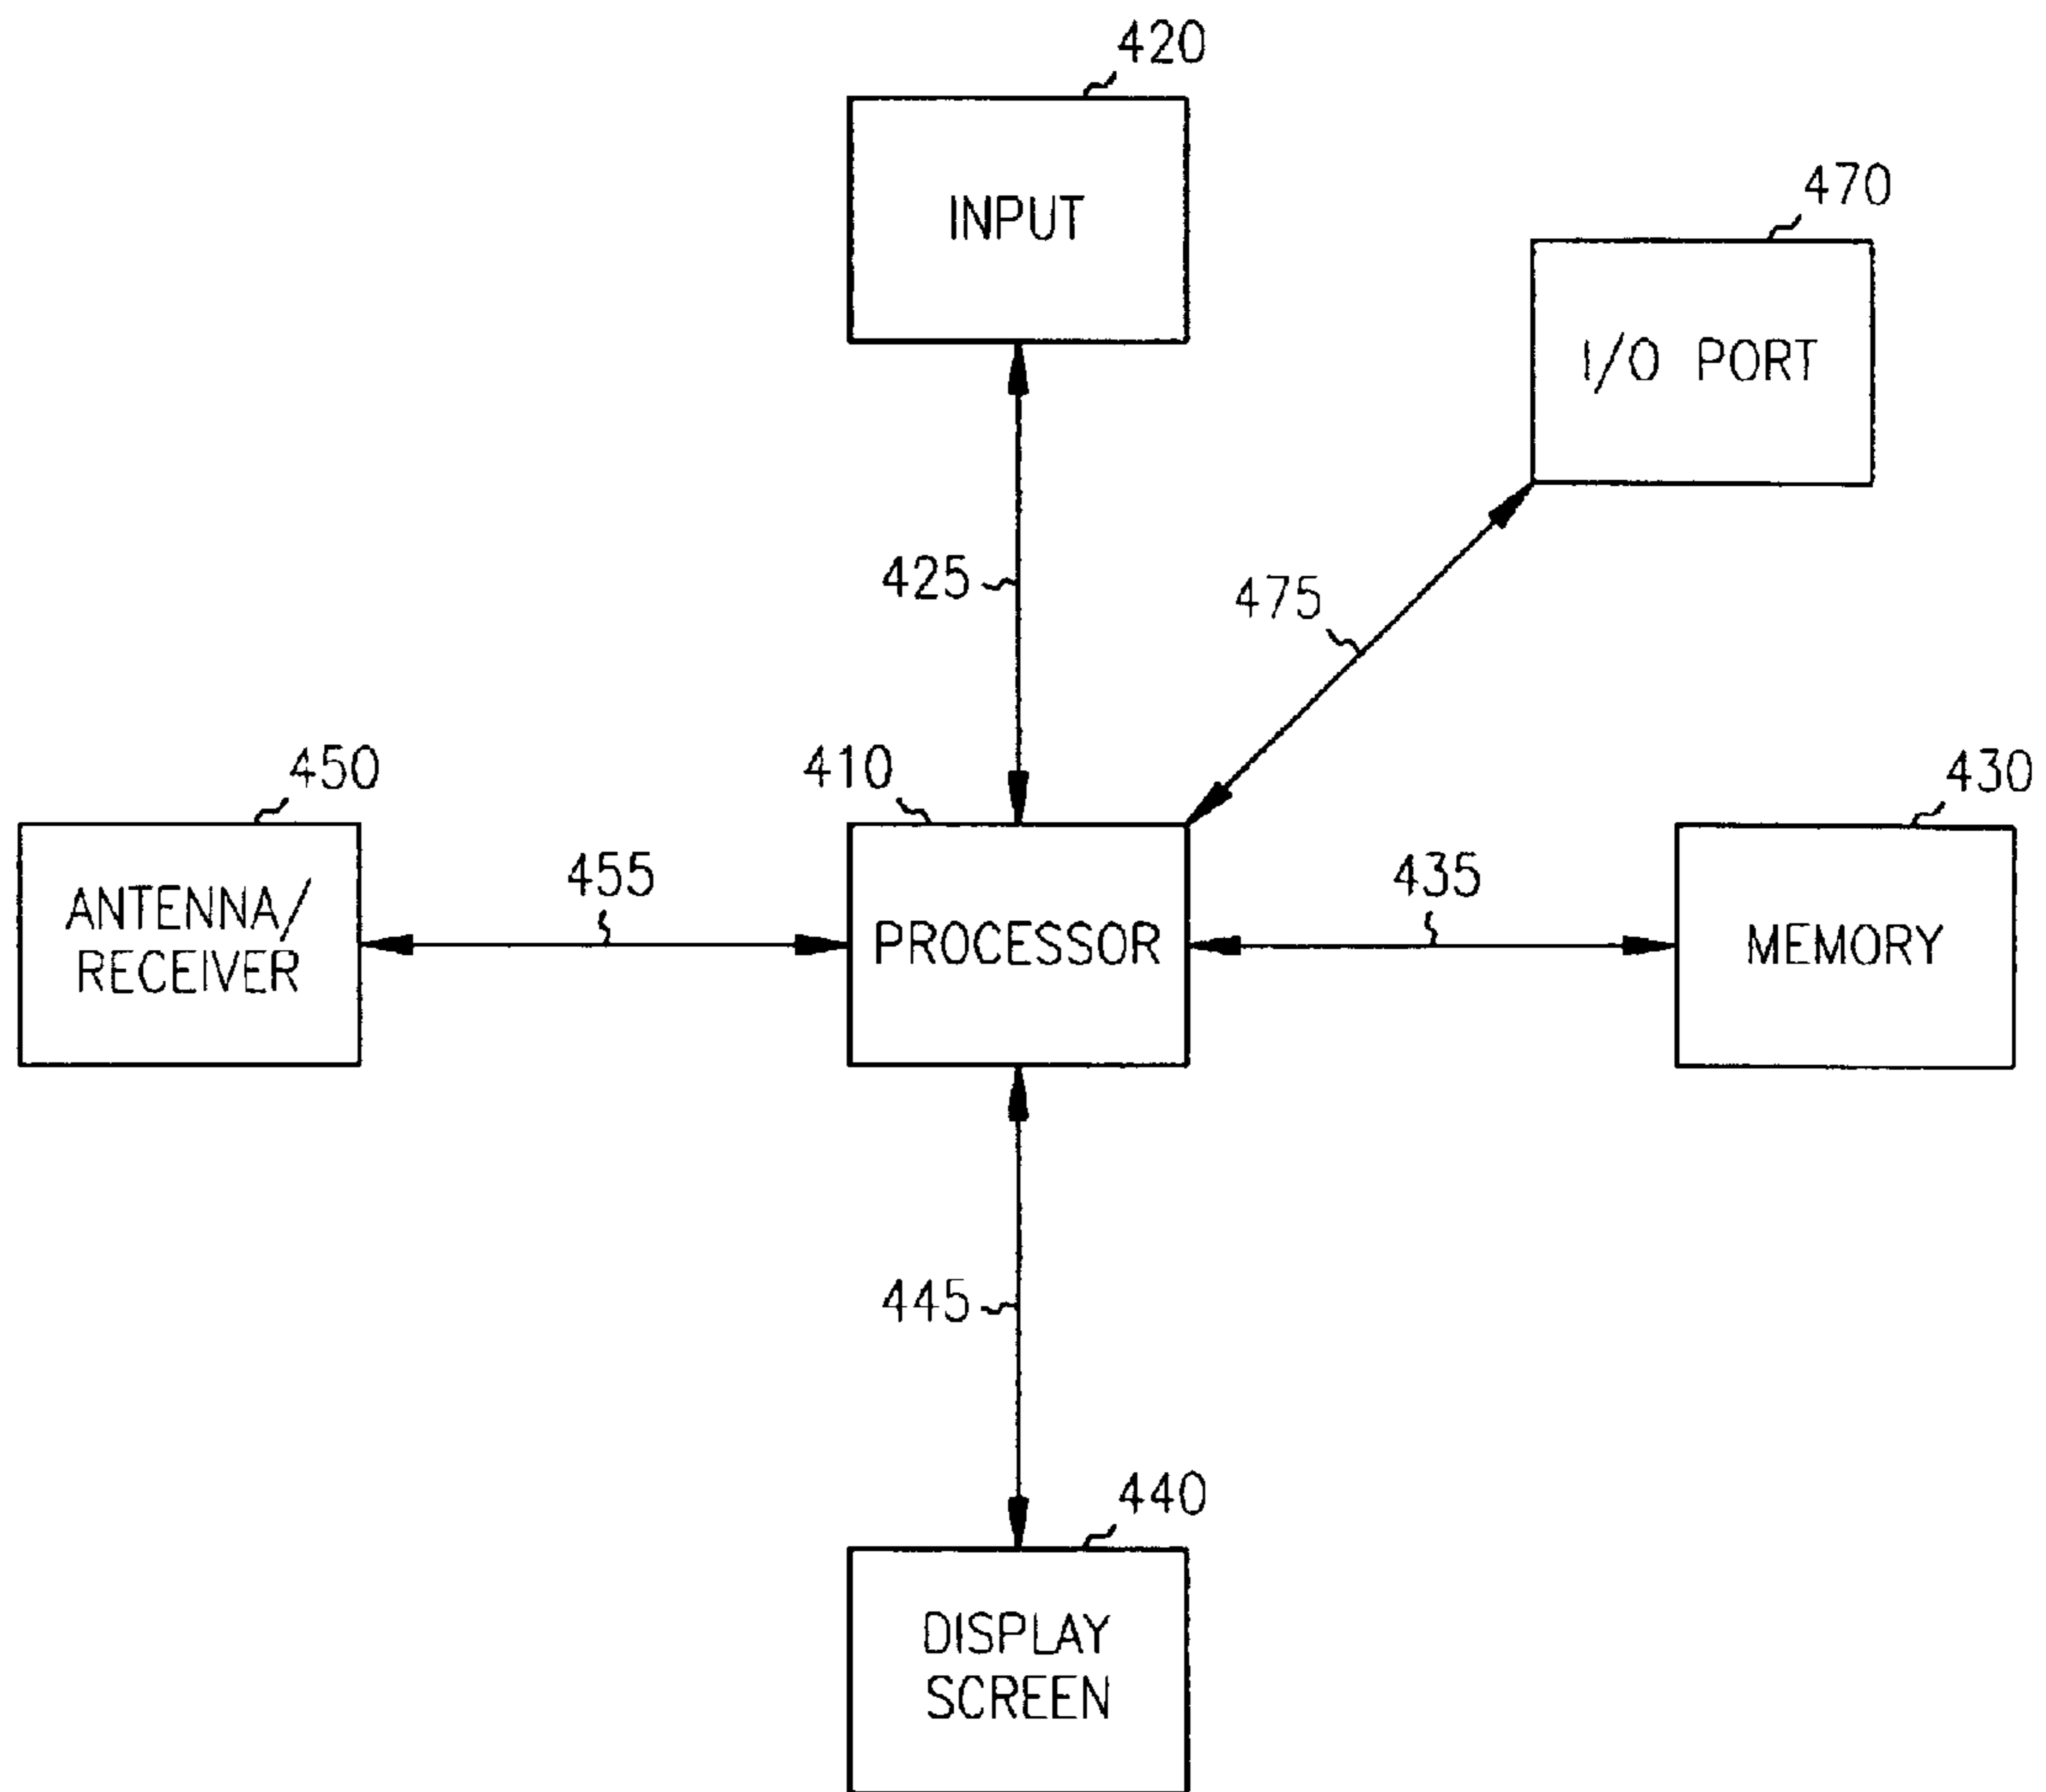 420
INPUT
470
I/O PORT
425
475
450
410
430
ANTENNA/
RECEIVER
455
PROCESSOR
435
MEMORY
445
440
DISPLAY
SCREEN